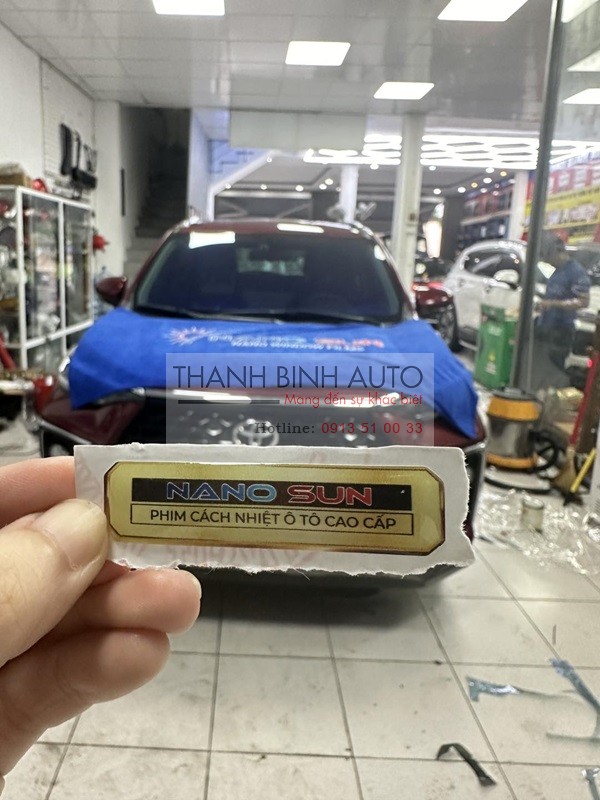 THANH BINH AUTO
Mang đến sự khác biệt
Hotline: 0913 51 00 33
NANO SUN
PHIM CÁCH NHIỆT Ô TÔ CAO CẤP